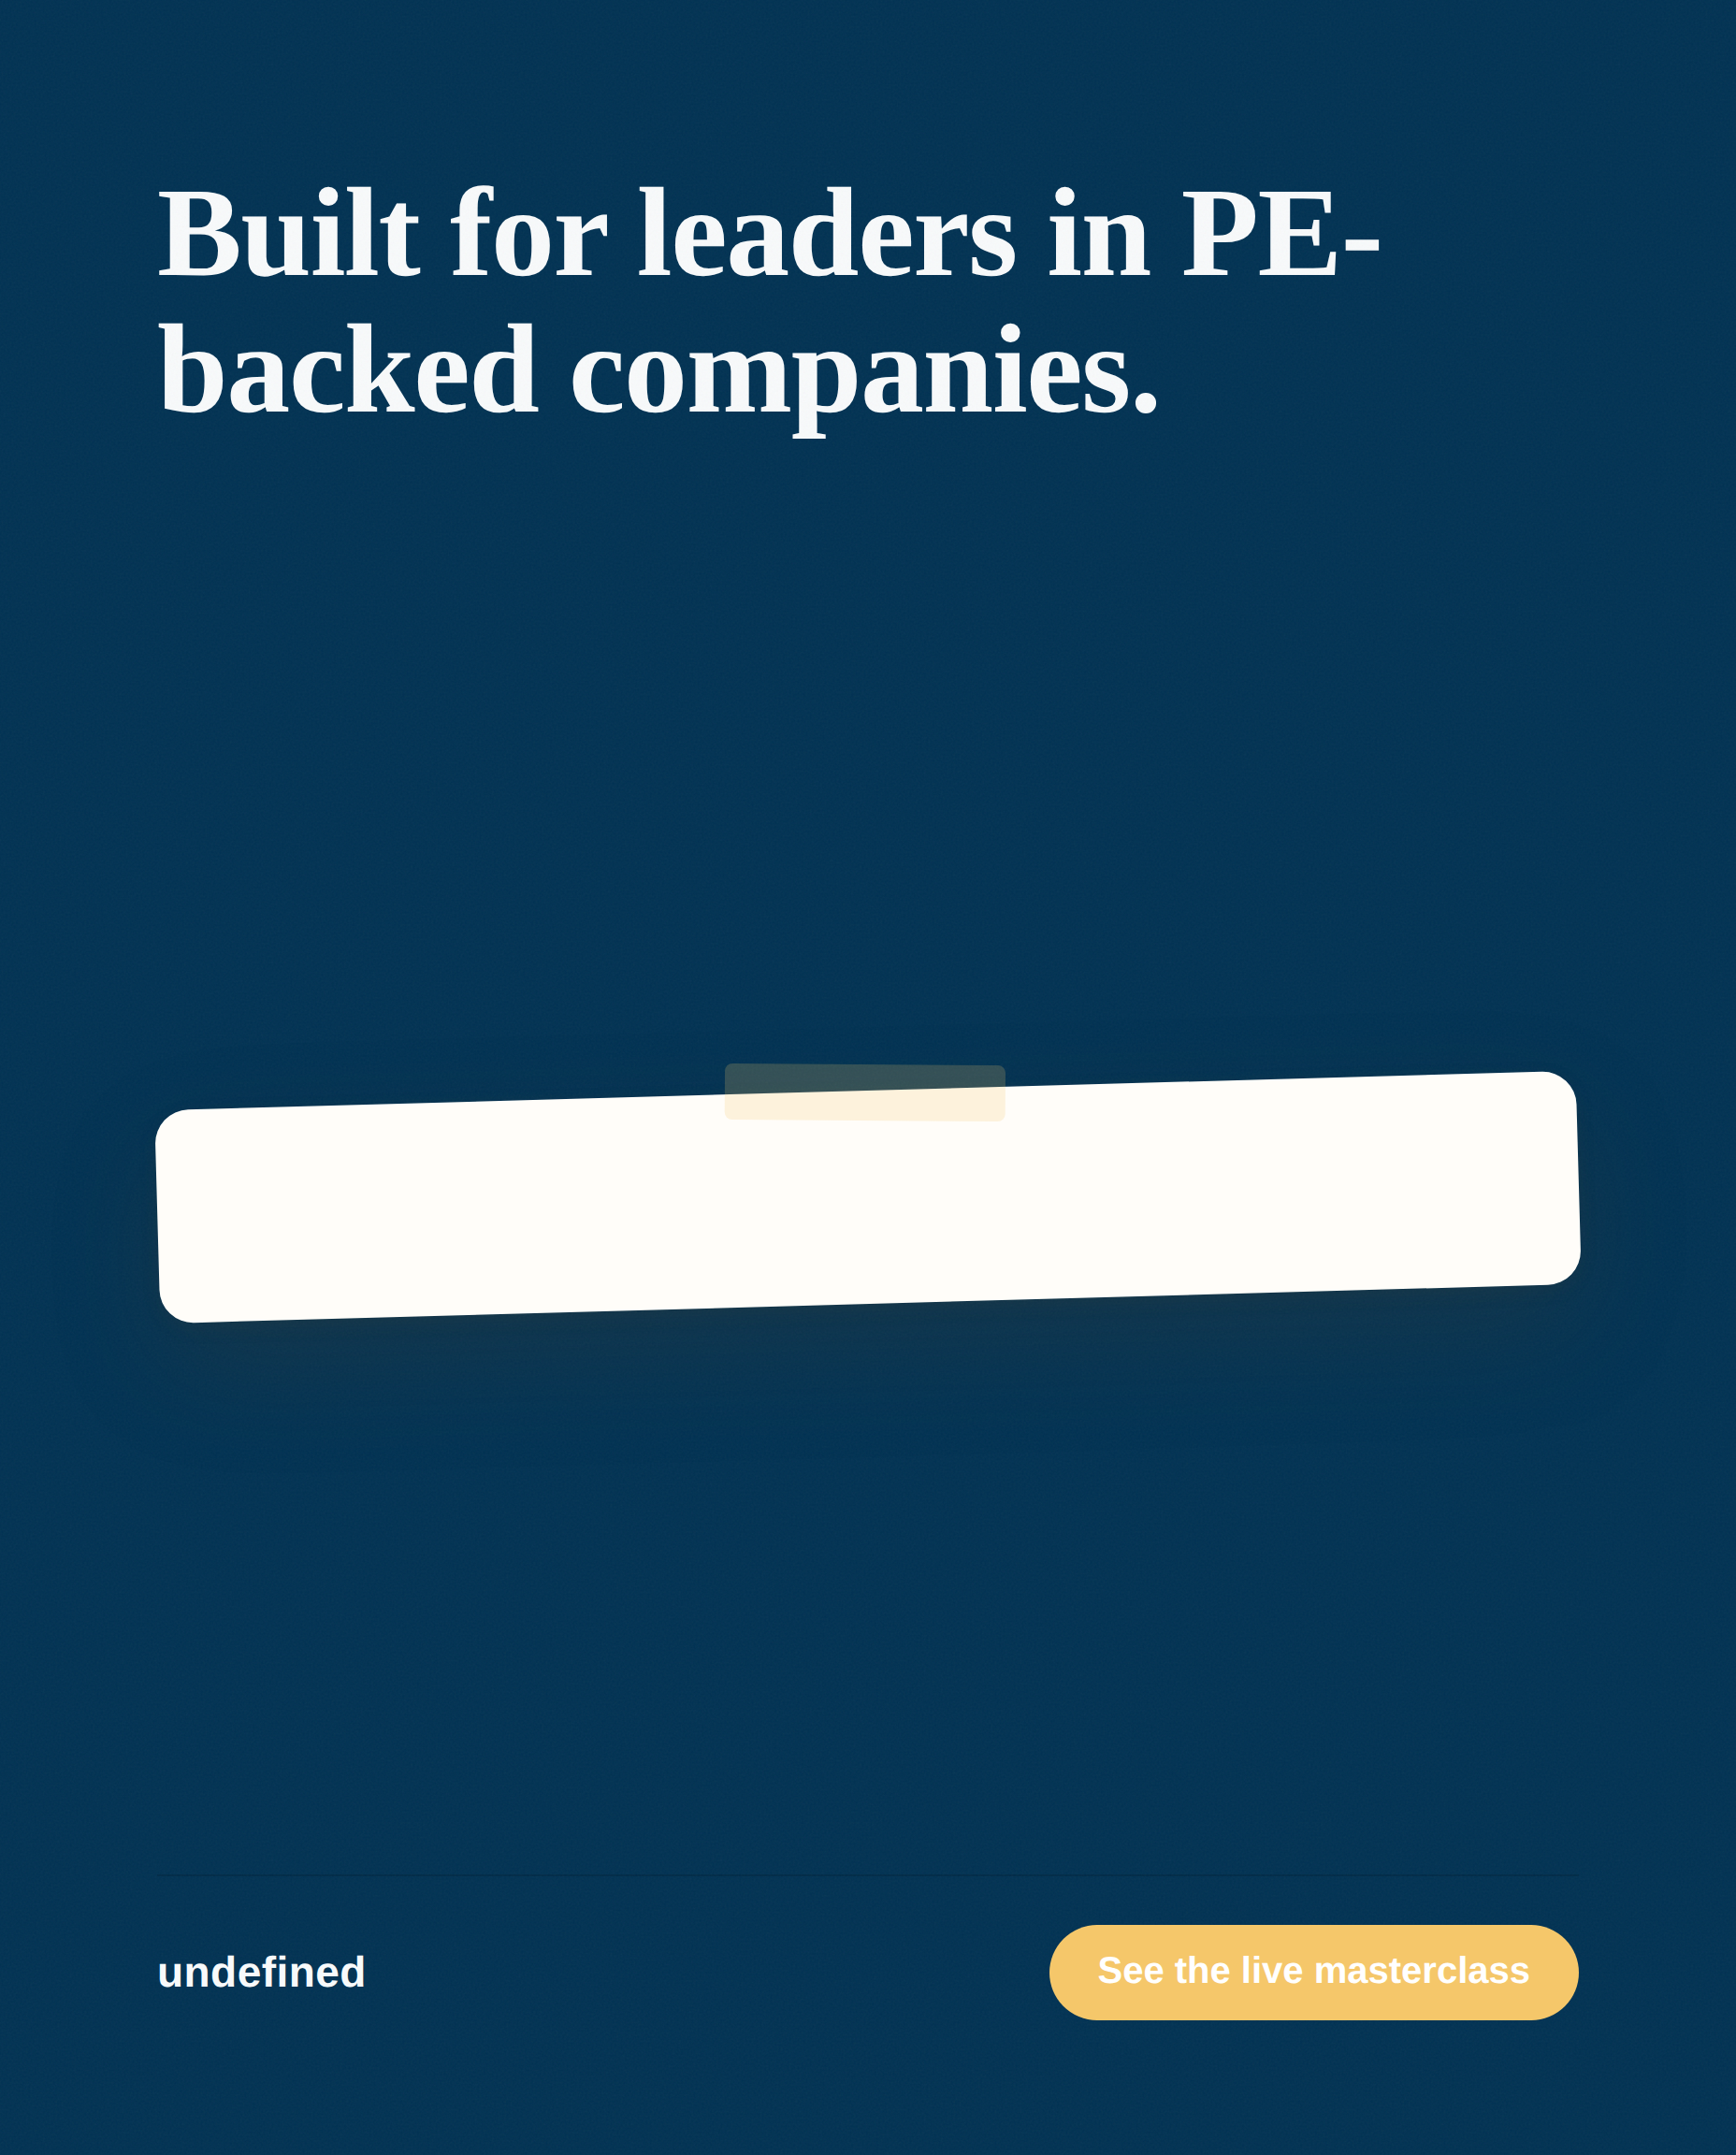 Built for leaders in PE-
backed companies.
undefined
See the live masterclass